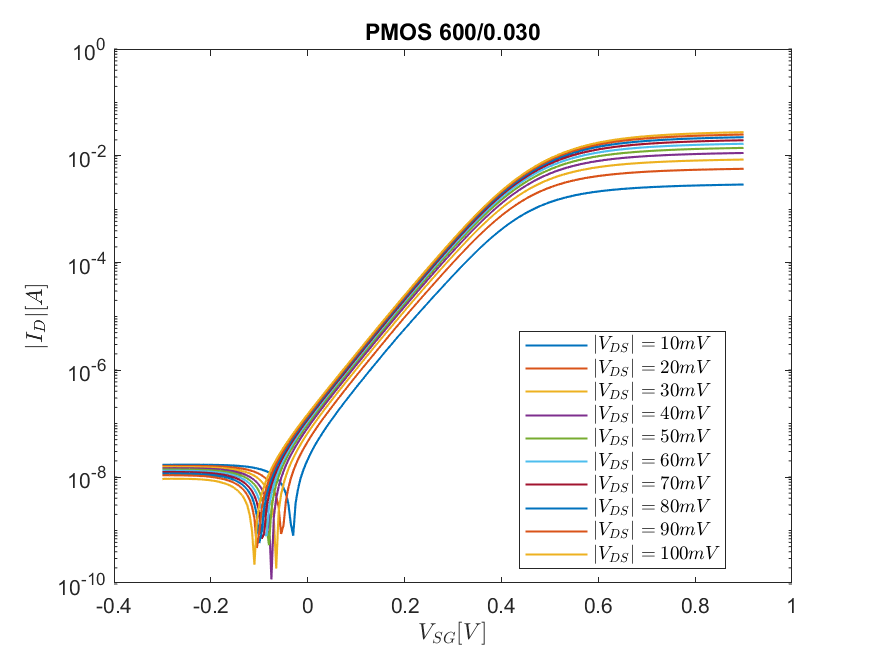 PMOS 600/0.030
10^0
10^-2
10^-4
10^-6
10^-8
10^-10
|I_D|[A]
-0.4 -0.2 0 0.2 0.4 0.6 0.8 1
V_SG[V]
|V_DS| = 10mV
|V_DS| = 20mV
|V_DS| = 30mV
|V_DS| = 40mV
|V_DS| = 50mV
|V_DS| = 60mV
|V_DS| = 70mV
|V_DS| = 80mV
|V_DS| = 90mV
|V_DS| = 100mV